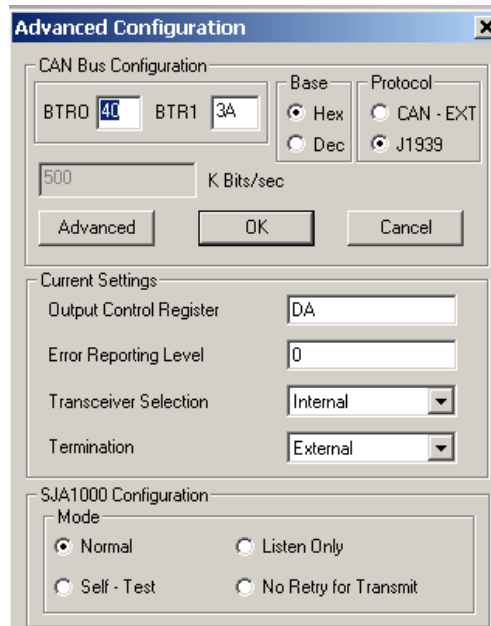 Advanced Configuration
CAN Bus Configuration
BTR0 40 BTR1 3A
Base
Hex
Dec
Protocol
CAN - EXT
J1939
500 K Bits/sec
Advanced OK Cancel
Current Settings
Output Control Register DA
Error Reporting Level 0
Transceiver Selection Internal
Termination External
SJA1000 Configuration
Mode
Normal Listen Only
Self - Test No Retry for Transmit